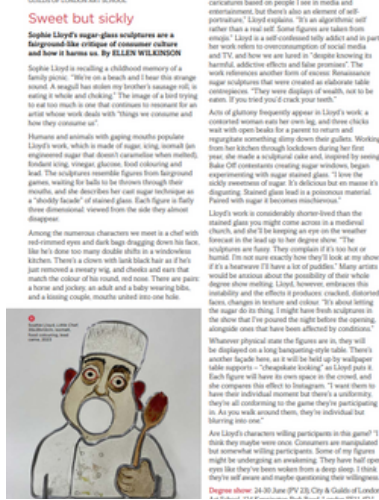 GUILDS OF LONDON ART SCHOOL
Sweet but sickly
Sophie Lloyd's sugar-glass sculptures are a
fairground-like critique of consumer culture
and how it harms us. By ELLEN WILKINSON
Sophie Lloyd is recalling a childhood memory of a
family picnic. "We're on a beach and I hear this strange
sound. A seagull has stolen my brother's sausage roll, is
eating it whole and choking." The image of a bird trying
to eat too much is one that continues to resonate for an
artist whose work deals with "things we consume and
how they consume us".
Humans and animals with gaping mouths populate
Lloyd's work, which is made of sugar, icing, isomalt (an
engineered sugar that doesn't caramelise when melted),
fondant icing, vinegar, glucose, food colouring and
lead. The sculptures resemble figures from fairground
games, waiting for balls to be thrown through their
mouths, and she describes her cast sugar technique as
a "shoddy façade" of stained glass. Each figure is flatly
three dimensional: viewed from the side they almost
disappear.
Among the numerous characters we meet is a chef with
red-rimmed eyes and dark bags dragging down his face,
like he's done too many double shifts in a windowless
kitchen. There's a clown with lank black hair as if he's
just removed a sweaty wig, and cheeks and ears that
match the colour of his round, red nose. There are pairs:
a horse and jockey, an adult and a baby wearing bibs,
and a kissing couple, mouths united into one hole.
caricatures based on people I see in media and
entertainment, but there's also an element of self-
portraiture," Lloyd explains. "It's an algorithmic self
rather than a real self. Some figures are taken from
emojis." Lloyd is a self-confessed telly addict and in part
her work refers to overconsumption of social media
and TV, and how we are lured in "despite knowing its
harmful, addictive effects and false promises". The
work references another form of excess: Renaissance
sugar sculptures that were created as elaborate table
centrepieces. "They were displays of wealth, not to be
eaten. If you tried you'd crack your teeth."
Acts of gluttony frequently appear in Lloyd's work: a
contorted woman eats her own leg, and three chicks
wait with open beaks for a parent to return and
regurgitate something slimy down their gullets. Working
from her kitchen through lockdown during her first
year, she made a sculptural cake and, inspired by seeing
Bake Off contestants creating sugar windows, began
experimenting with sugar stained glass. "I love the
sickly sweetness of sugar. It's delicious but en masse it's
disgusting. Stained glass lead is a poisonous material.
Paired with sugar it becomes mischievous."
Lloyd's work is considerably shorter-lived than the
stained glass you might come across in a medieval
church, and she'll be keeping an eye on the weather
forecast in the lead up to her degree show. "The
sculptures are fussy. They complain if it's too hot or
humid. I'm not sure exactly how they'll look at my show,
if it's a heatwave I'll have a lot of puddles." Many artists
would be anxious about the possibility of their whole
degree show melting; Lloyd, however, embraces this
instability and the effects it produces: cracked, distorted
faces, changes in texture and colour. "It's about letting
the sugar do its thing. I might have fresh sculptures in
the show that I've poured the night before the opening,
alongside ones that have been affected by conditions."
Whatever physical state the figures are in, they will
be displayed on a long banqueting-style table. There's
another façade here, as it will be held up by wallpaper
table supports – "cheapskate looking" as Lloyd puts it.
Each figure will have its own space in the crowd, and
she compares this effect to Instagram. "I want them to
have their individual moment but there's a uniformity,
they're all conforming to the game they're participating
in. As you walk around them, they're individual but
blurring into one."
Are Lloyd's characters willing participants in this game? "I
think they maybe were once. Consumers are manipulated
but somewhat willing participants. Some of my figures
might be undergoing an awakening. They have half open
eyes like they've been woken from a deep sleep. I think
they're self aware and maybe questioning their willingness."
Degree show: 24-30 June (PV 23), City & Guilds of London